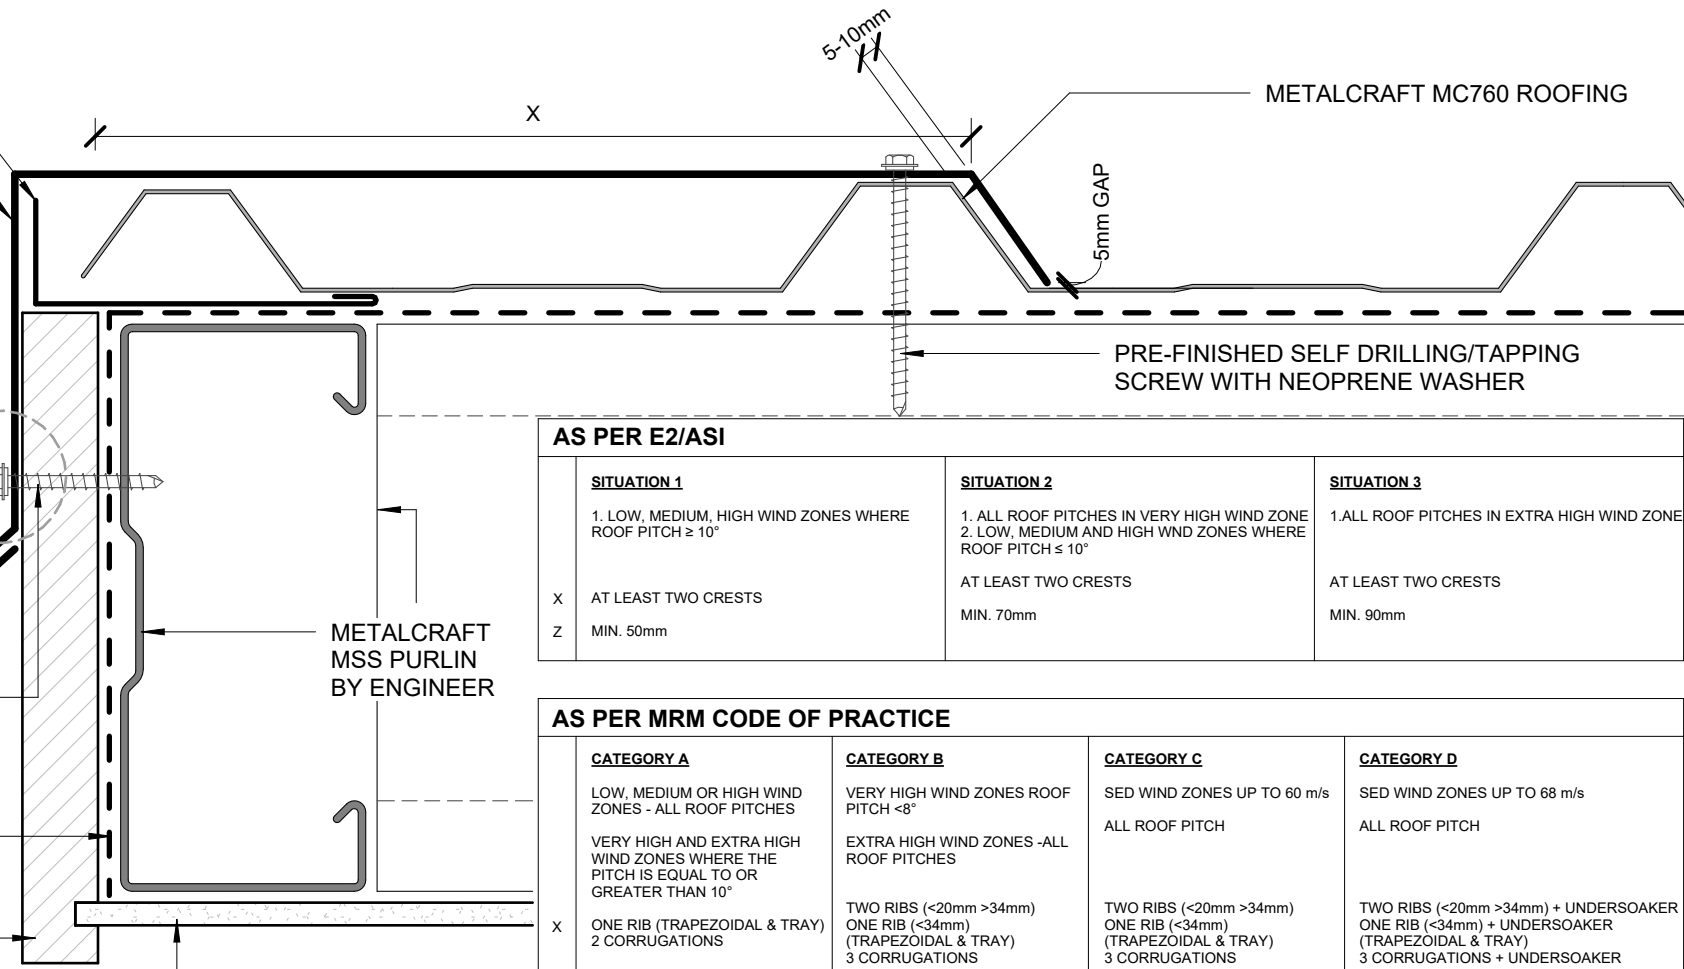 5-10mm
METALCRAFT MC760 ROOFING
X
5mm GAP
PRE-FINISHED SELF DRILLING/TAPPING
SCREW WITH NEOPRENE WASHER
METALCRAFT
MSS PURLIN
BY ENGINEER
AS PER E2/ASI
SITUATION 1
1. LOW, MEDIUM, HIGH WIND ZONES WHERE
ROOF PITCH ≥ 10°
X AT LEAST TWO CRESTS
Z MIN. 50mm
SITUATION 2
1. ALL ROOF PITCHES IN VERY HIGH WIND ZONE
2. LOW, MEDIUM AND HIGH WND ZONES WHERE
ROOF PITCH ≤ 10°
AT LEAST TWO CRESTS
MIN. 70mm
SITUATION 3
1.ALL ROOF PITCHES IN EXTRA HIGH WIND ZONE
AT LEAST TWO CRESTS
MIN. 90mm
AS PER MRM CODE OF PRACTICE
CATEGORY A
LOW, MEDIUM OR HIGH WIND
ZONES - ALL ROOF PITCHES
VERY HIGH AND EXTRA HIGH
WIND ZONES WHERE THE
PITCH IS EQUAL TO OR
GREATER THAN 10°
X ONE RIB (TRAPEZOIDAL & TRAY)
2 CORRUGATIONS
CATEGORY B
VERY HIGH WIND ZONES ROOF
PITCH <8°
EXTRA HIGH WIND ZONES -ALL
ROOF PITCHES
TWO RIBS (<20mm >34mm)
ONE RIB (<34mm)
(TRAPEZOIDAL & TRAY)
3 CORRUGATIONS
CATEGORY C
SED WIND ZONES UP TO 60 m/s
ALL ROOF PITCH
TWO RIBS (<20mm >34mm)
ONE RIB (<34mm)
(TRAPEZOIDAL & TRAY)
3 CORRUGATIONS
CATEGORY D
SED WIND ZONES UP TO 68 m/s
ALL ROOF PITCH
TWO RIBS (<20mm >34mm) + UNDERSOAKER
ONE RIB (<34mm) + UNDERSOAKER
(TRAPEZOIDAL & TRAY)
3 CORRUGATIONS + UNDERSOAKER